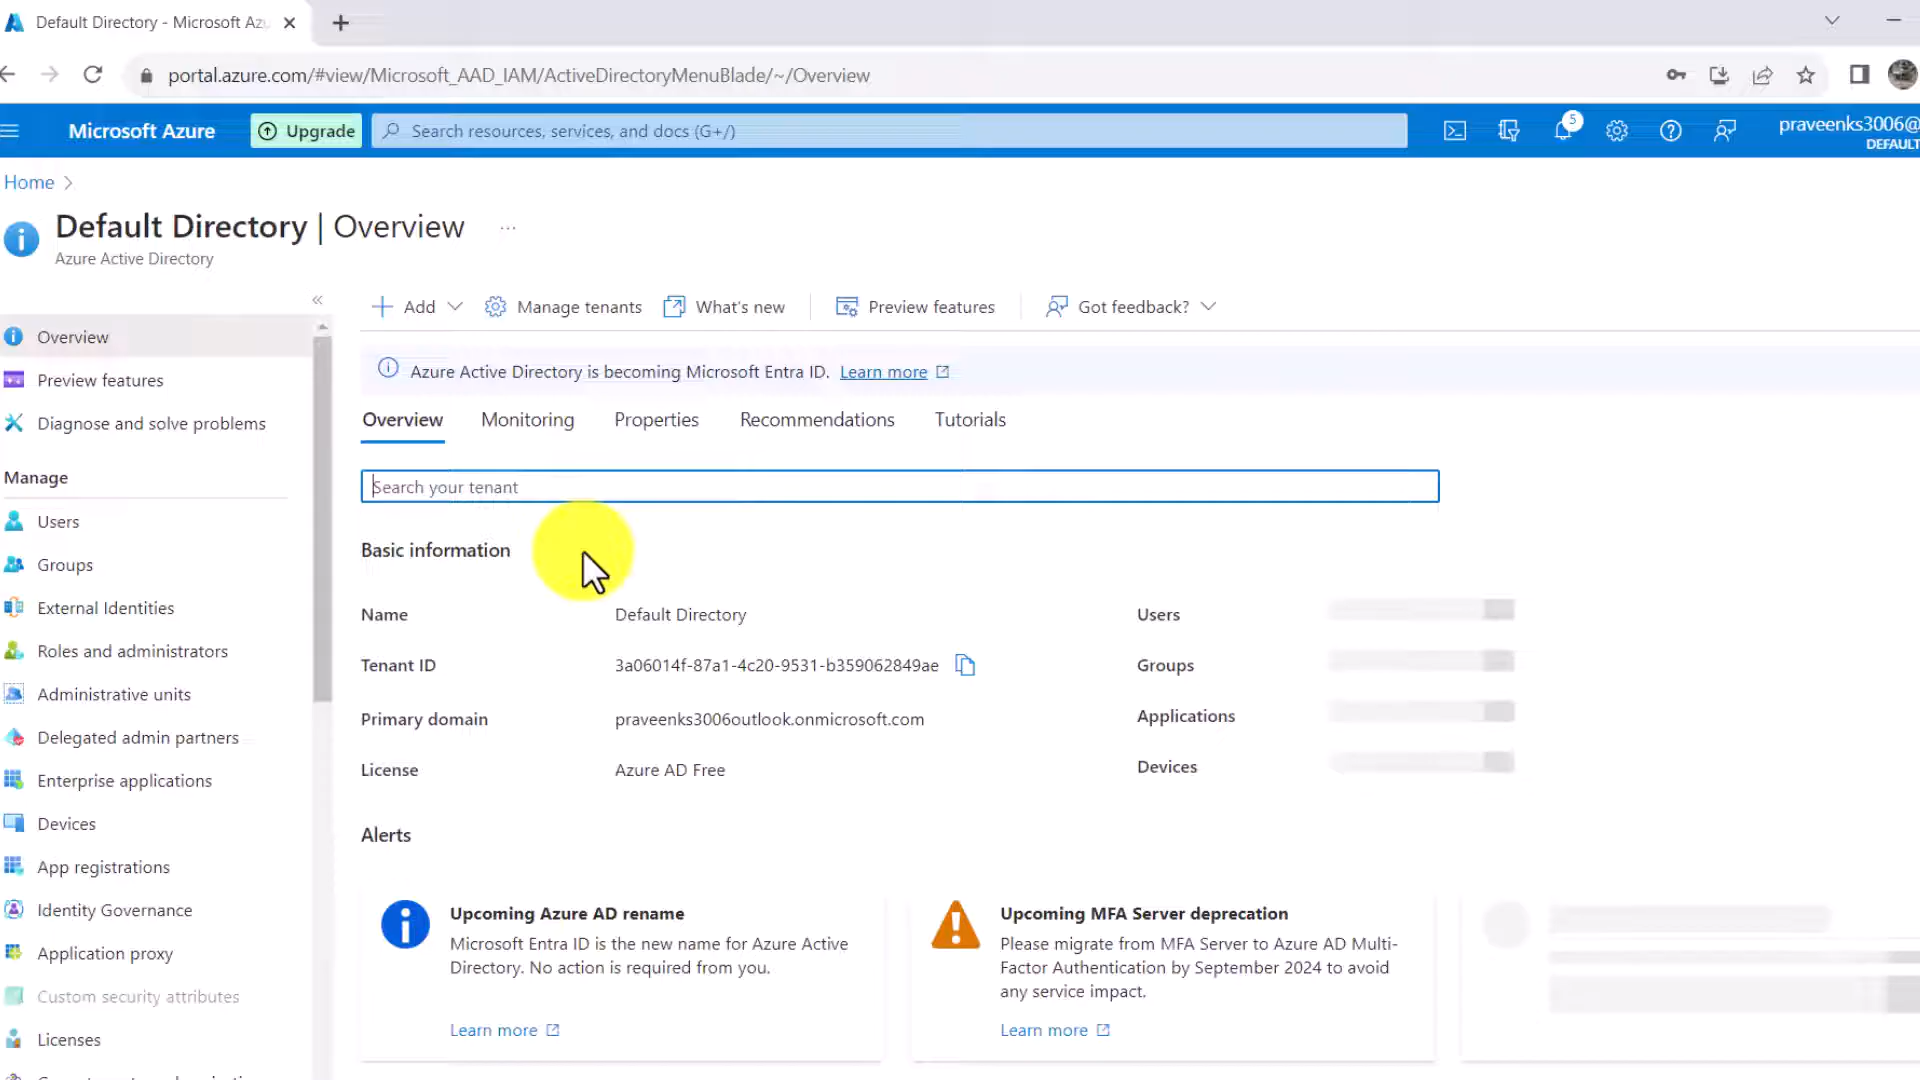 Default Directory - Microsoft Az
portal.azure.com/#view/Microsoft_AAD_IAM/ActiveDirectoryMenuBlade/~/Overview
Microsoft Azure
Upgrade
Search resources, services, and docs (G+/)
5
praveenks3006@
DEFAULT
Home
Default Directory | Overview
Azure Active Directory
Add
Manage tenants
What's new
Preview features
Got feedback?
Overview
Preview features
Diagnose and solve problems
Manage
Users
Groups
External Identities
Roles and administrators
Administrative units
Delegated admin partners
Enterprise applications
Devices
App registrations
Identity Governance
Application proxy
Custom security attributes
Licenses
Azure Active Directory is becoming Microsoft Entra ID. Learn more
Overview Monitoring Properties Recommendations Tutorials
Search your tenant
Basic information
Name Default Directory Users
Tenant ID 3a06014f-87a1-4c20-9531-b359062849ae Groups
Primary domain praveenks3006outlook.onmicrosoft.com Applications
License Azure AD Free Devices
Alerts
Upcoming Azure AD rename
Microsoft Entra ID is the new name for Azure Active
Directory. No action is required from you.
Learn more
Upcoming MFA Server deprecation
Please migrate from MFA Server to Azure AD Multi-
Factor Authentication by September 2024 to avoid
any service impact.
Learn more